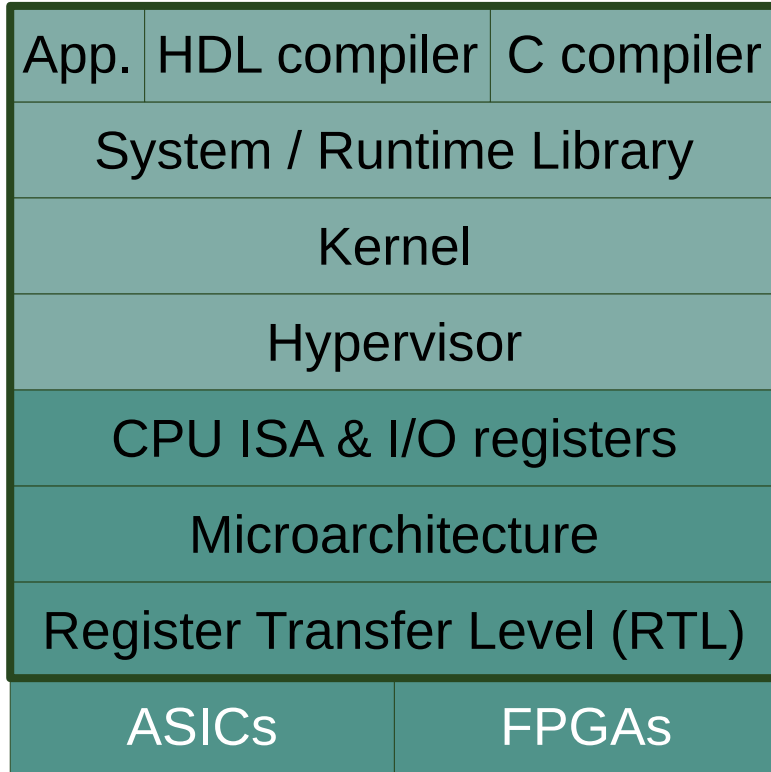 App. HDL compiler C compiler
System / Runtime Library
Kernel
Hypervisor
CPU ISA & I/O registers
Microarchitecture
Register Transfer Level (RTL)
ASICs FPGAs